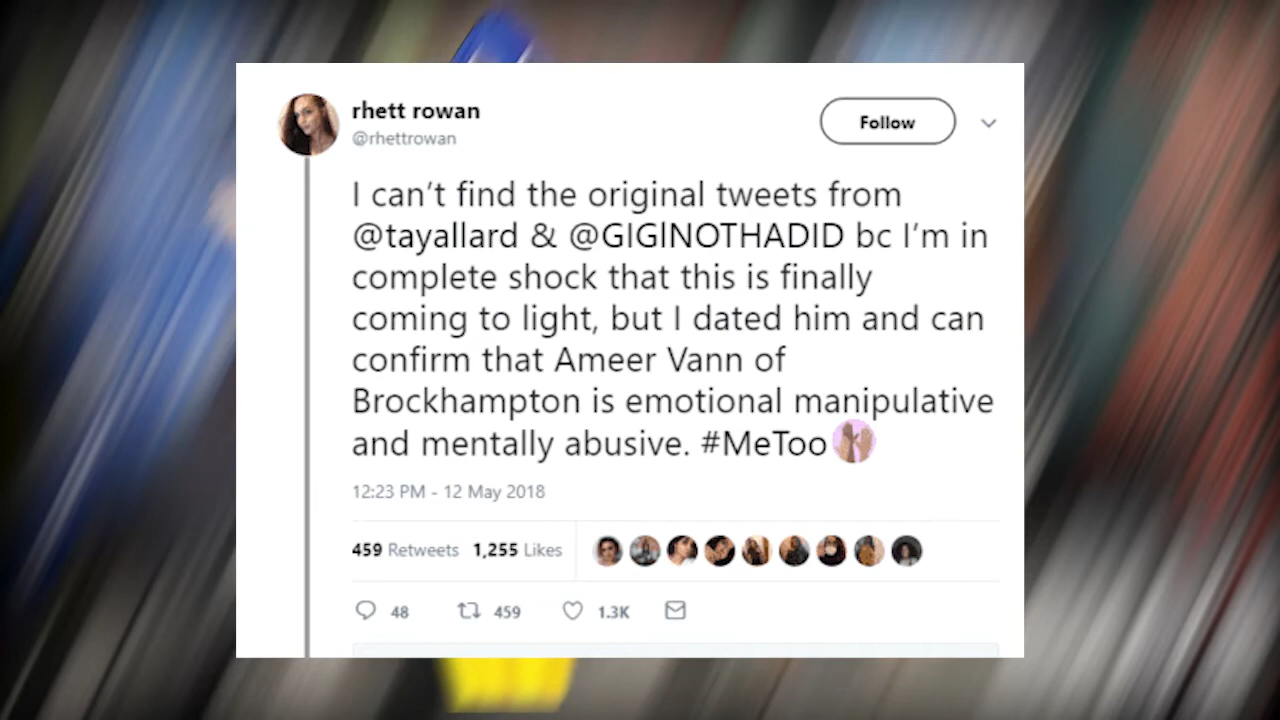 rhett rowan
@rhettrowan
Follow
I can't find the original tweets from
@tayallard & @GIGINOTHADID bc I'm in
complete shock that this is finally
coming to light, but I dated him and can
confirm that Ameer Vann of
Brockhampton is emotional manipulative
and mentally abusive. #MeToo
12:23 PM - 12 May 2018
459 Retweets 1,255 Likes
48 459 1.3K